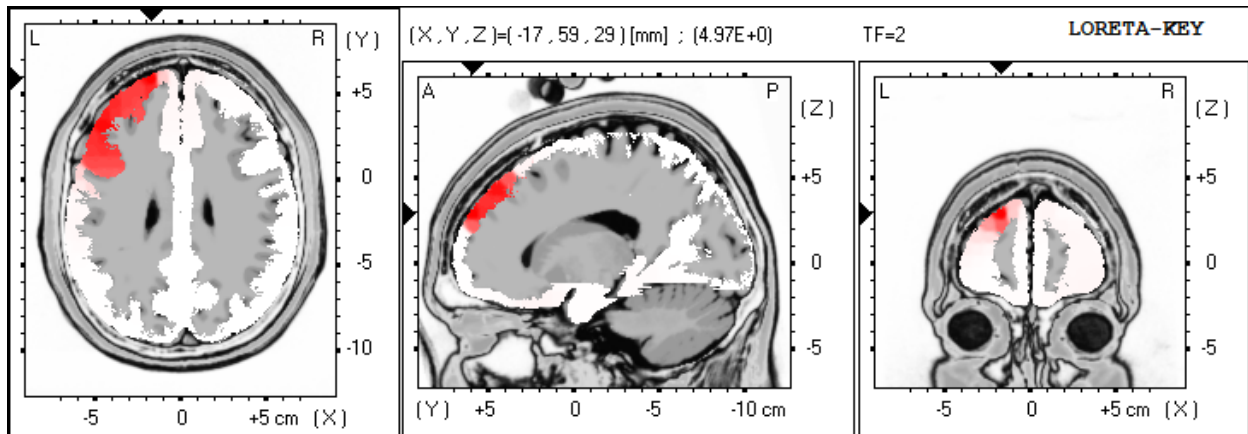 (X,Y,Z)=(-17,59,29)[mm] ; (4.97E+0) TF=2 LORETA-KEY
L R (Y)
+5
0
-5
-10
-5 0 +5 cm (X)
A P (Z)
+5
0
-5
(Y) +5 0 -5 -10 cm
L R (Z)
+5
0
-5
-5 0 +5 cm (X)